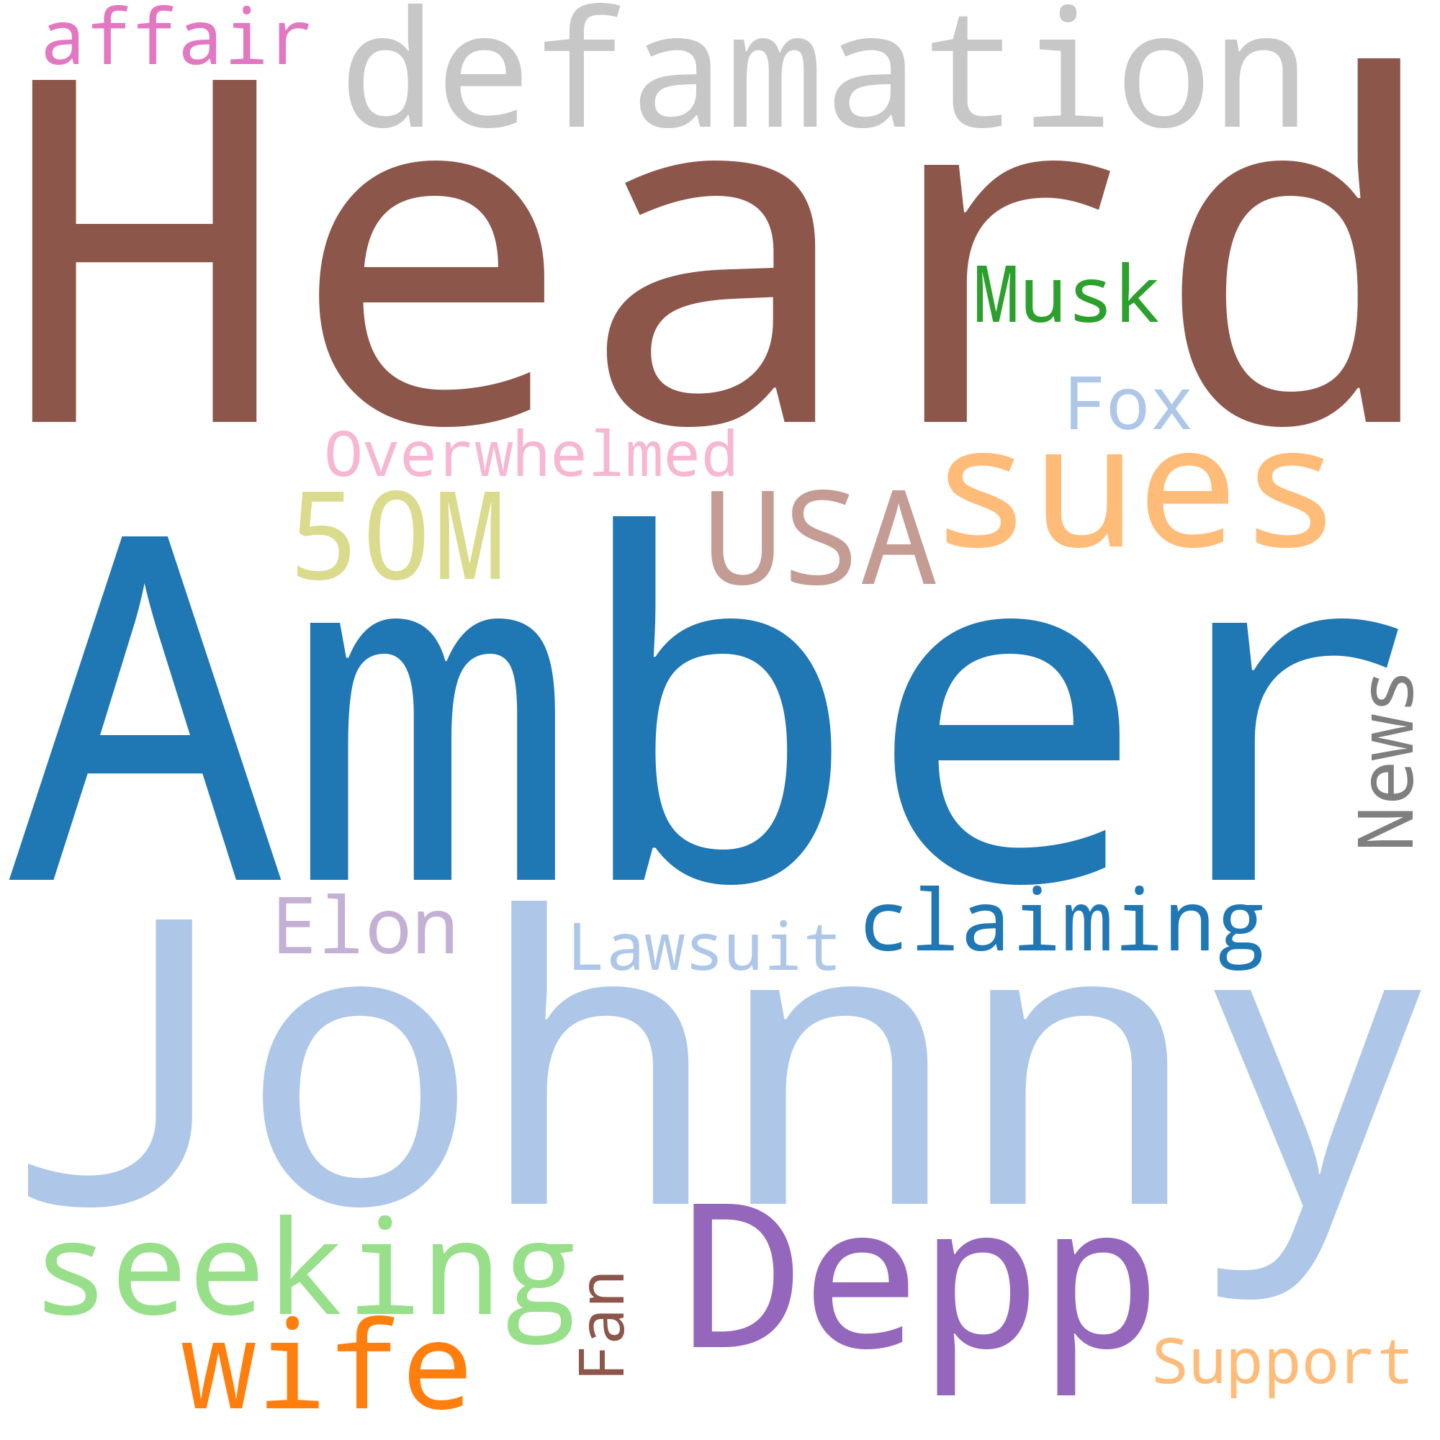 affair
defamation
Heard
Musk
Fox
Overwhelmed
sues
50M
USA
Amber
News
Elon
Lawsuit
claiming
Johnny
seeking
Depp
Fan
wife
Support